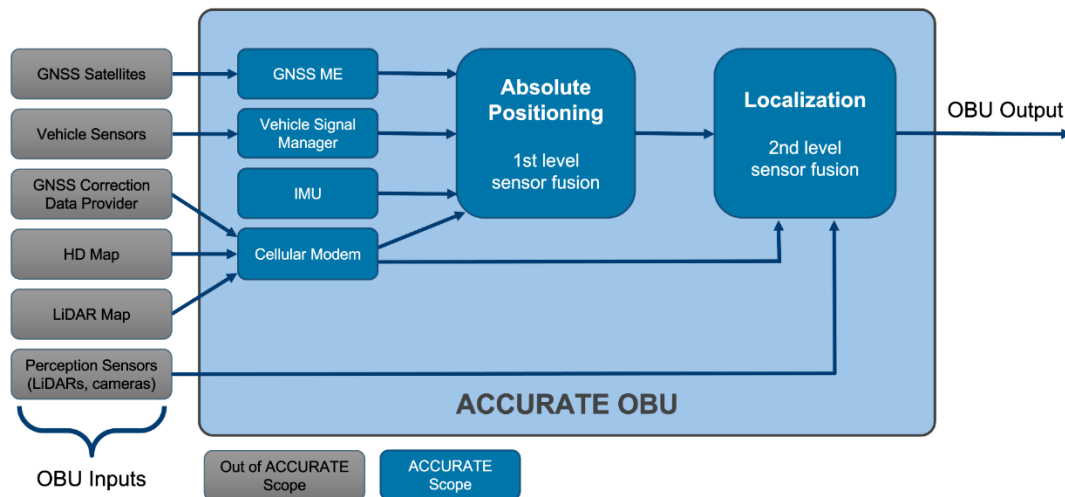 GNSS Satellites
Vehicle Sensors
GNSS Correction
Data Provider
HD Map
LiDAR Map
Perception Sensors
(LiDARs, cameras)
OBU Inputs
GNSS ME
Vehicle Signal
Manager
IMU
Cellular Modem
Absolute
Positioning
1st level
sensor fusion
Localization
2nd level
sensor fusion
OBU Output
ACCURATE OBU
Out of ACCURATE
Scope
ACCURATE
Scope